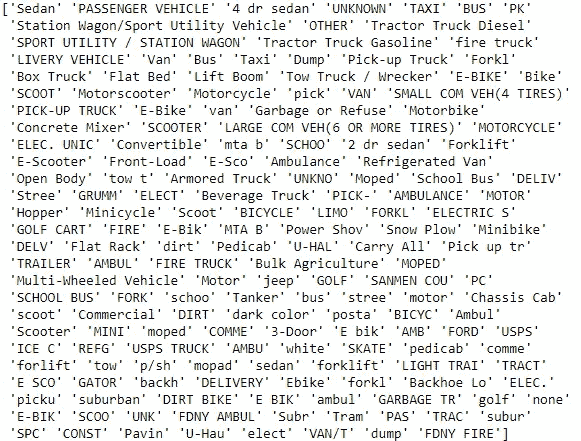 ['Sedan' 'PASSENGER VEHICLE' '4 dr sedan' 'UNKNOWN' 'TAXI' 'BUS' 'PK'
'Station Wagon/Sport Utility Vehicle' 'OTHER' 'Tractor Truck Diesel'
'SPORT UTILITY / STATION WAGON' 'Tractor Truck Gasoline' 'fire truck'
'LIVERY VEHICLE' 'Van' 'Bus' 'Taxi' 'Dump' 'Pick-up Truck' 'Forkl'
'Box Truck' 'Flat Bed' 'Lift Boom' 'Tow Truck / Wrecker' 'E-BIKE' 'Bike'
'SCOOT' 'Motorscooter' 'Motorcycle' 'pick' 'VAN' 'SMALL COM VEH(4 TIRES)'
'PICK-UP TRUCK' 'E-Bike' 'van' 'Garbage or Refuse' 'Motorbike'
'Concrete Mixer' 'SCOOTER' 'LARGE COM VEH(6 OR MORE TIRES)' 'MOTORCYCLE'
'ELEC. UNIC' 'Convertible' 'mta b' 'SCHOO' '2 dr sedan' 'Forklift'
'E-Scooter' 'Front-Load' 'E-Sco' 'Ambulance' 'Refrigerated Van'
'Open Body' 'tow t' 'Armored Truck' 'UNKNO' 'Moped' 'School Bus' 'DELIV'
'Stree' 'GRUMM' 'ELECT' 'Beverage Truck' 'PICK-' 'AMBULANCE' 'MOTOR'
'Hopper' 'Minicycle' 'Scoot' 'BICYCLE' 'LIMO' 'FORKL' 'ELECTRIC S'
'GOLF CART' 'FIRE' 'E-Bik' 'MTA B' 'Power Shov' 'Snow Plow' 'Minibike'
'DELV' 'Flat Rack' 'dirt' 'Pedicab' 'U-HAL' 'Carry All' 'Pick up tr'
'TRAILER' 'AMBUL' 'FIRE TRUCK' 'Bulk Agriculture' 'MOPED'
'Multi-Wheeled Vehicle' 'Motor' 'jeep' 'GOLF' 'SANMEN COU' 'PC'
'SCHOOL BUS' 'FORK' 'schoo' 'Tanker' 'bus' 'stree' 'motor' 'Chassis Cab'
'scoot' 'Commercial' 'DIRT' 'dark color' 'posta' 'BICYC' 'Ambul'
'Scooter' 'MINI' 'moped' 'COMME' '3-Door' 'E bik' 'AMB' 'FORD' 'USPS'
'ICE C' 'REFG' 'USPS TRUCK' 'AMBU' 'white' 'SKATE' 'pedicab' 'comme'
'forlift' 'tow' 'p/sh' 'mopad' 'sedan' 'forklift' 'LIGHT TRAI' 'TRACT'
'E SCO' 'GATOR' 'backh' 'DELIVERY' 'Ebike' 'forkl' 'Backhoe Lo' 'ELEC.'
'picku' 'suburban' 'DIRT BIKE' 'E BIK' 'ambul' 'GARBAGE TR' 'golf' 'none'
'E-BIK' 'SCOO' 'UNK' 'FDNY AMBUL' 'Subr' 'Tram' 'PAS' 'TRAC' 'subur'
'SPC' 'CONST' 'Pavin' 'U-Hau' 'elect' 'VAN/T' 'dump' 'FDNY FIRE']